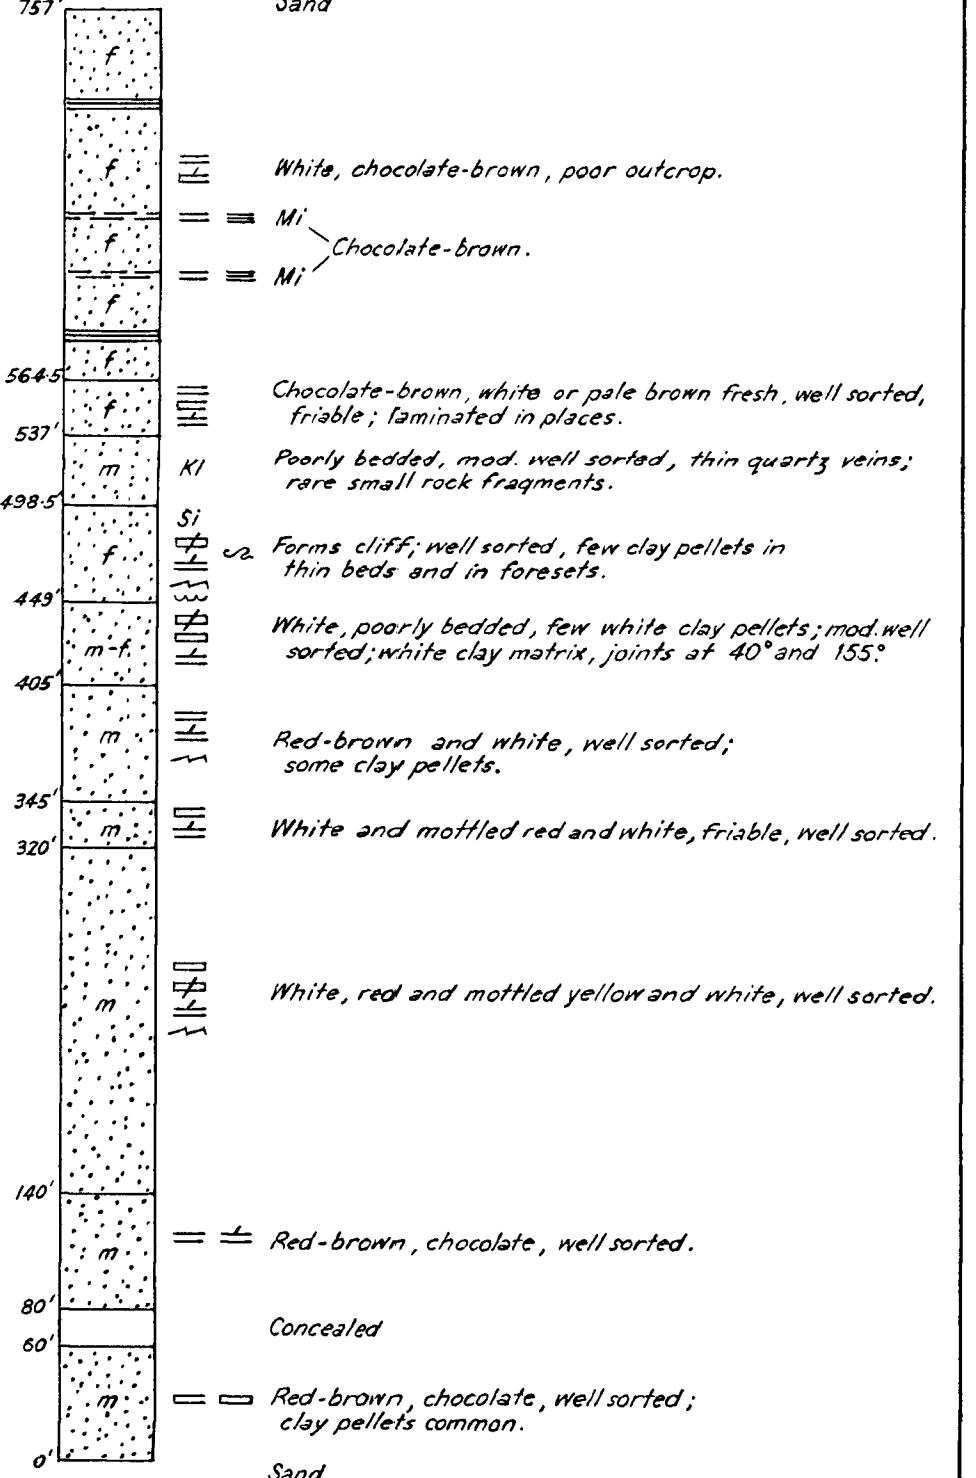 757' Sand
f
f White, chocolate-brown, poor outcrop.
Mi
f Chocolate-brown.
Mi
f
f
564·5'
f Chocolate-brown, white or pale brown fresh, well sorted,
friable; laminated in places.
537'
m Kl Poorly bedded, mod. well sorted, thin quartz veins;
rare small rock fragments.
498·5'
Si
f Forms cliff; well sorted, few clay pellets in
thin beds and in foresets.
449'
m-f White, poorly bedded, few white clay pellets; mod. well
sorted; white clay matrix, joints at 40° and 155°.
405'
m Red-brown and white, well sorted;
some clay pellets.
345'
m White and mottled red and white, friable, well sorted.
320'
m White, red and mottled yellow and white, well sorted.
140'
m Red-brown, chocolate, well sorted.
80'
Concealed
60'
m Red-brown, chocolate, well sorted;
clay pellets common.
0'
Sand